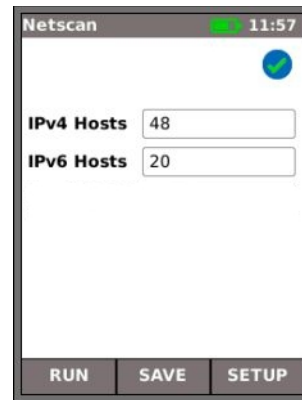 Netscan 11:57
IPv4 Hosts 48
IPv6 Hosts 20
RUN SAVE SETUP